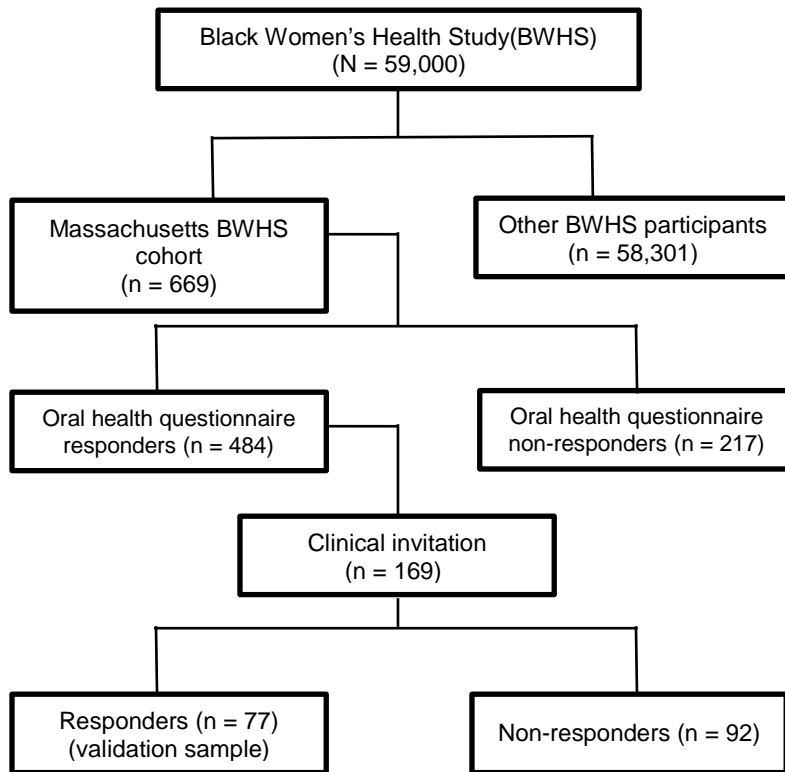 Black Women's Health Study(BWHS)
(N = 59,000)
Massachusetts BWHS
cohort
(n = 669)
Other BWHS participants
(n = 58,301)
Oral health questionnaire
responders (n = 484)
Oral health questionnaire
non-responders (n = 217)
Clinical invitation
(n = 169)
Responders (n = 77)
(validation sample)
Non-responders (n = 92)